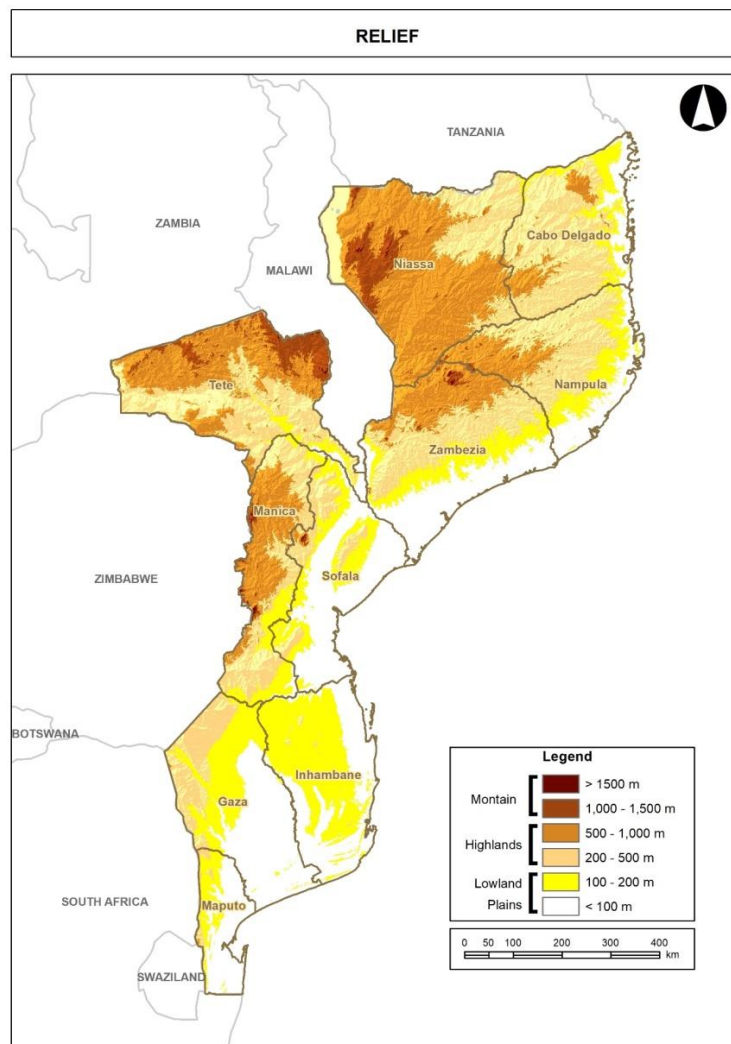 RELIEF
TANZANIA
ZAMBIA
Cabo Delgado
Niassa
MALAWI
Tete
Nampula
Zambezia
Manica
Sofala
ZIMBABWE
BOTSWANA
Inhambane
Gaza
Maputo
SOUTH AFRICA
SWAZILAND
Legend
Montain
> 1500 m
1,000 - 1,500 m
Highlands
500 - 1,000 m
200 - 500 m
Lowland
100 - 200 m
Plains
< 100 m
0 50 100 200 300 400
km